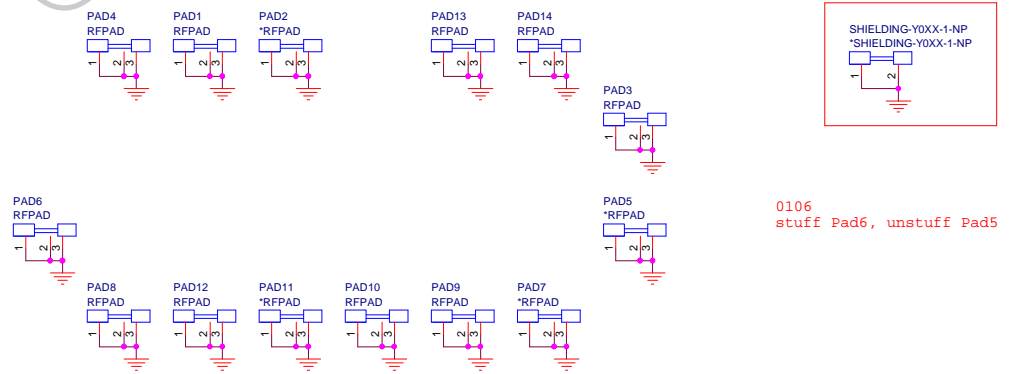 PAD4
RFPAD
1
2
3
PAD1
RFPAD
1
2
3
PAD2
*RFPAD
1
2
3
PAD13
RFPAD
1
2
3
PAD14
RFPAD
1
2
3
SHIELDING-Y0XX-1-NP
*SHIELDING-Y0XX-1-NP
1
2
PAD3
RFPAD
1
2
3
PAD6
RFPAD
1
2
3
PAD5
*RFPAD
1
2
3
0106
stuff Pad6, unstuff Pad5
PAD8
RFPAD
1
2
3
PAD12
RFPAD
1
2
3
PAD11
*RFPAD
1
2
3
PAD10
RFPAD
1
2
3
PAD9
RFPAD
1
2
3
PAD7
*RFPAD
1
2
3